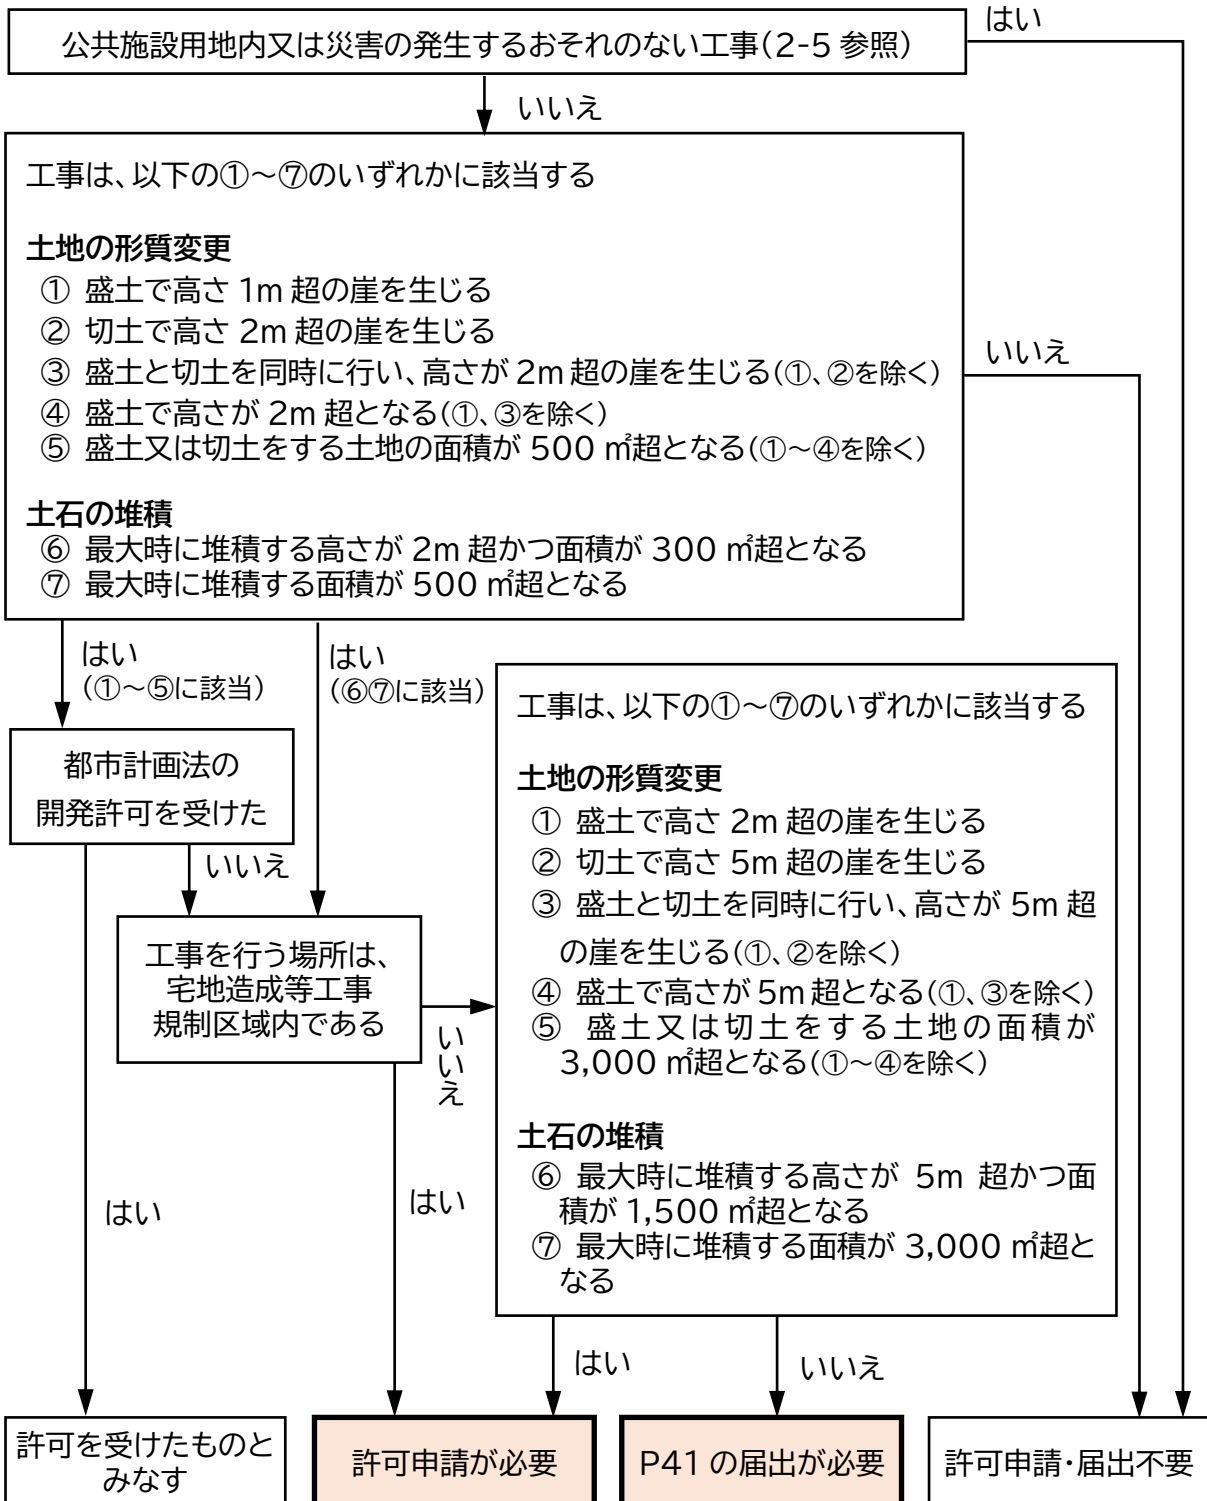 公共施設用地内又は災害の発生するおそれのない工事(2-5 参照)
はい
いいえ
工事は、以下の①~⑦のいずれかに該当する
土地の形質変更
① 盛土で高さ 1m 超の崖を生じる
② 切土で高さ 2m 超の崖を生じる
③ 盛土と切土を同時に行い、高さが 2m 超の崖を生じる(①、②を除く)
④ 盛土で高さが 2m 超となる(①、③を除く)
⑤ 盛土又は切土をする土地の面積が 500 ㎡超となる(①~④を除く)
土石の堆積
⑥ 最大時に堆積する高さが 2m 超かつ面積が 300 ㎡超となる
⑦ 最大時に堆積する面積が 500 ㎡超となる
いいえ
はい
(①~⑤に該当)
はい
(⑥⑦に該当)
都市計画法の
開発許可を受けた
いいえ
工事を行う場所は、
宅地造成等工事
規制区域内である
いいえ
工事は、以下の①~⑦のいずれかに該当する
土地の形質変更
① 盛土で高さ 2m 超の崖を生じる
② 切土で高さ 5m 超の崖を生じる
③ 盛土と切土を同時に行い、高さが 5m 超
の崖を生じる(①、②を除く)
④ 盛土で高さが 5m 超となる(①、③を除く)
⑤ 盛土又は切土をする土地の面積が
3,000 ㎡超となる(①~④を除く)
土石の堆積
⑥ 最大時に堆積する高さが 5m 超かつ面
積が 1,500 ㎡超となる
⑦ 最大時に堆積する面積が 3,000 ㎡超と
なる
はい
はい
はい
いいえ
許可を受けたものと
みなす
許可申請が必要
P41 の届出が必要
許可申請・届出不要